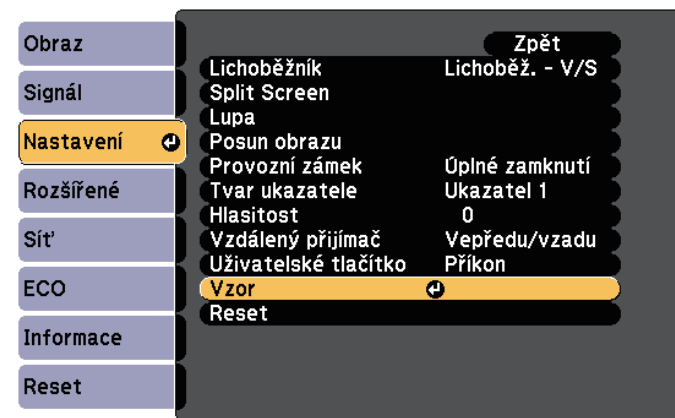 Obraz
Signál
Nastavení
Rozšířené
Síť
ECO
Informace
Reset
Zpět
Lichoběžník Lichoběž. - V/S
Split Screen
Lupa
Posun obrazu
Provozní zámek Úplné zamknutí
Tvar ukazatele Ukazatel 1
Hlasitost 0
Vzdálený přijímač Vepředu/vzadu
Uživatelské tlačítko Příkon
Vzor
Reset